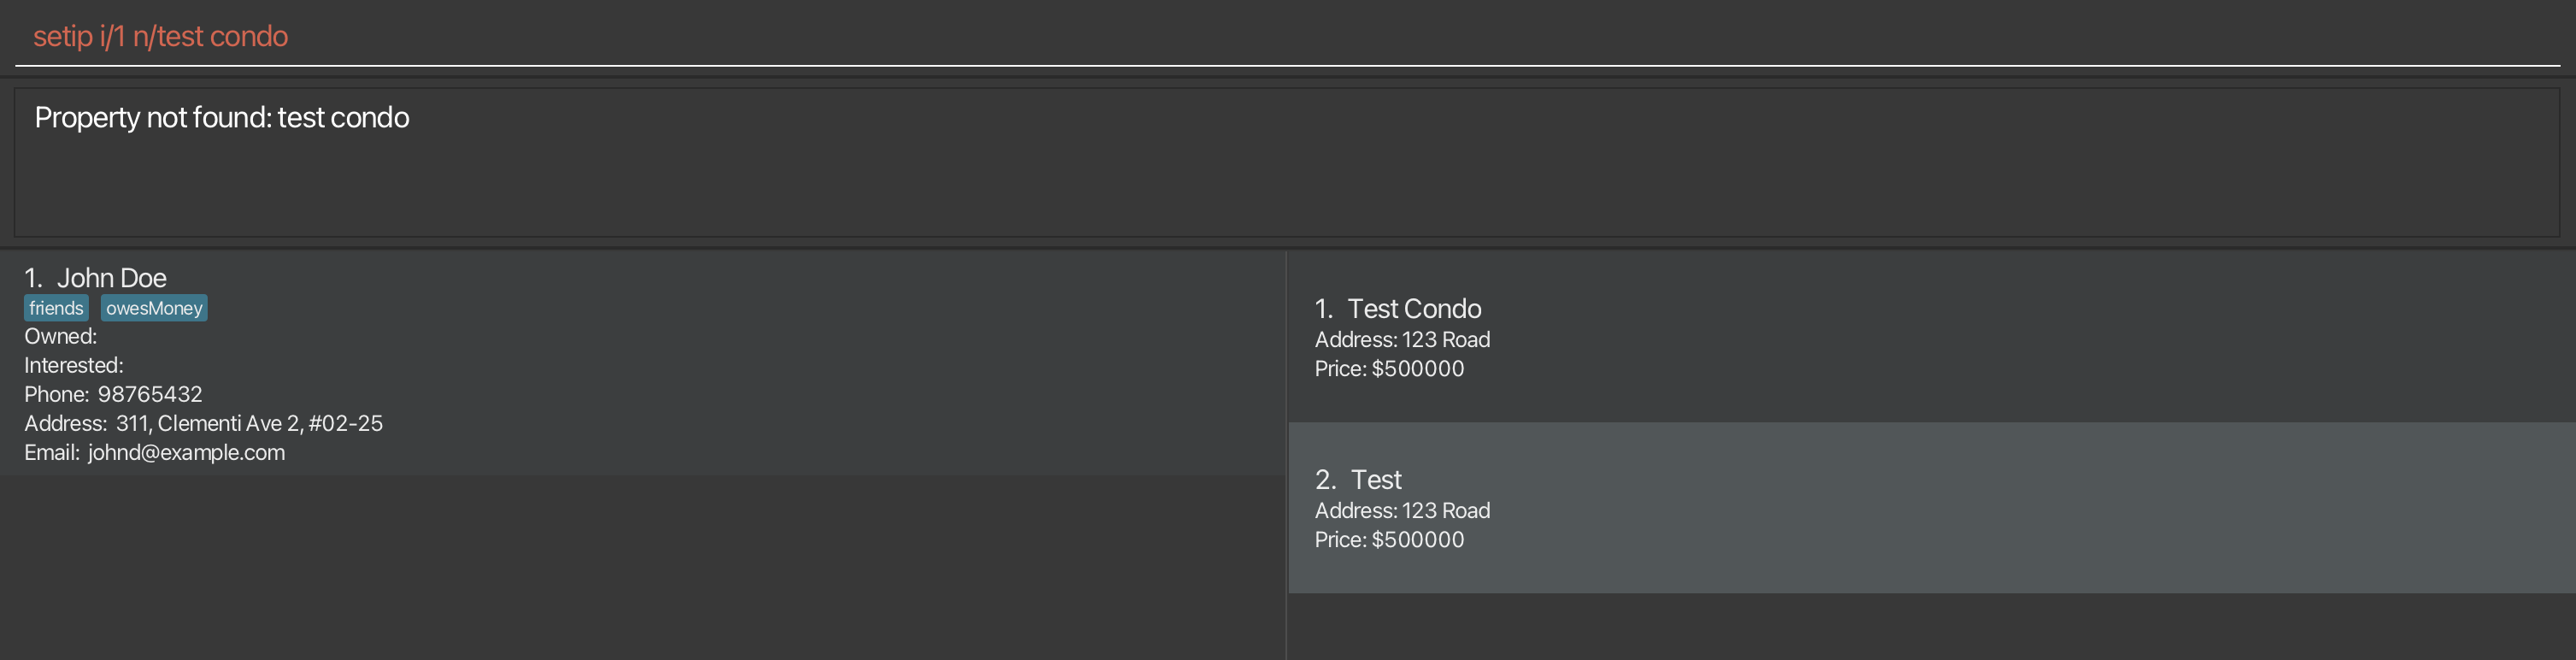 setip i/1 n/test condo
Property not found: test condo
1. John Doe
friends owesMoney
Owned:
Interested:
Phone: 98765432
Address: 311, Clementi Ave 2, #02-25
Email: johnd@example.com
1. Test Condo
Address: 123 Road
Price: $500000
2. Test
Address: 123 Road
Price: $500000